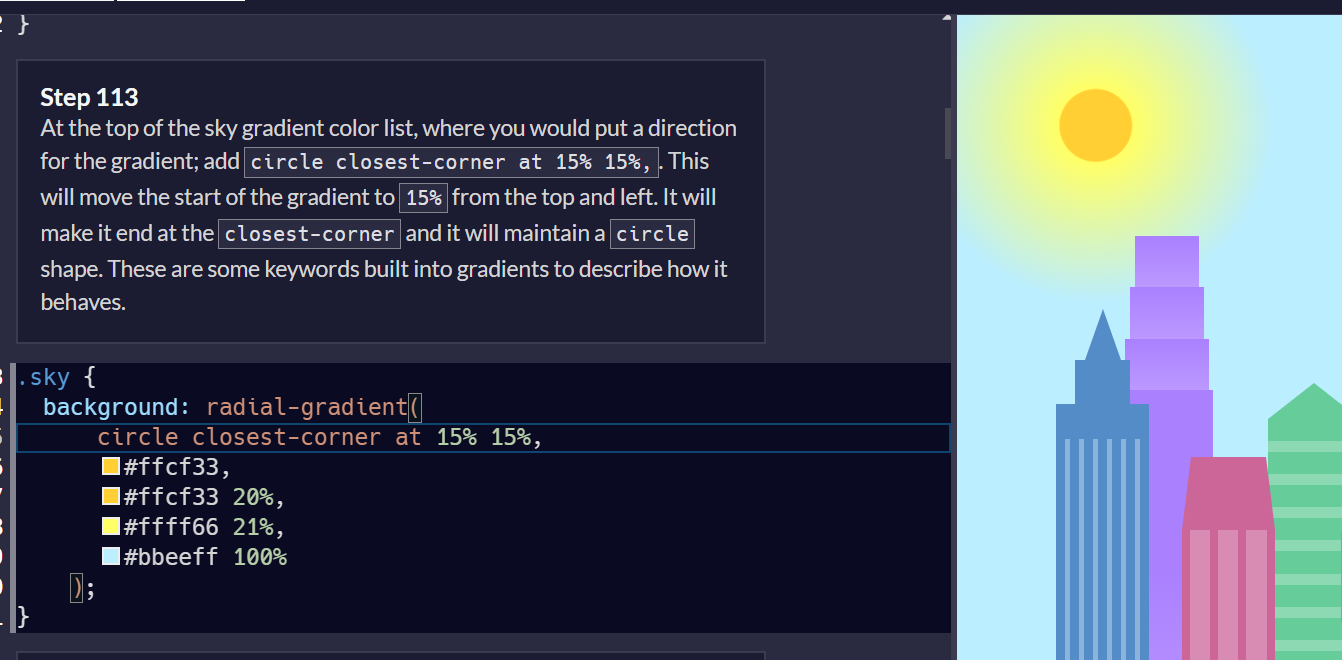 }
Step 113
At the top of the sky gradient color list, where you would put a direction
for the gradient; add circle closest-corner at 15% 15%,. This
will move the start of the gradient to 15% from the top and left. It will
make it end at the closest-corner and it will maintain a circle
shape. These are some keywords built into gradients to describe how it
behaves.
.sky {
background: radial-gradient(
circle closest-corner at 15% 15%,
#ffcf33,
#ffcf33 20%,
#ffff66 21%,
#bbeeff 100%
);
}